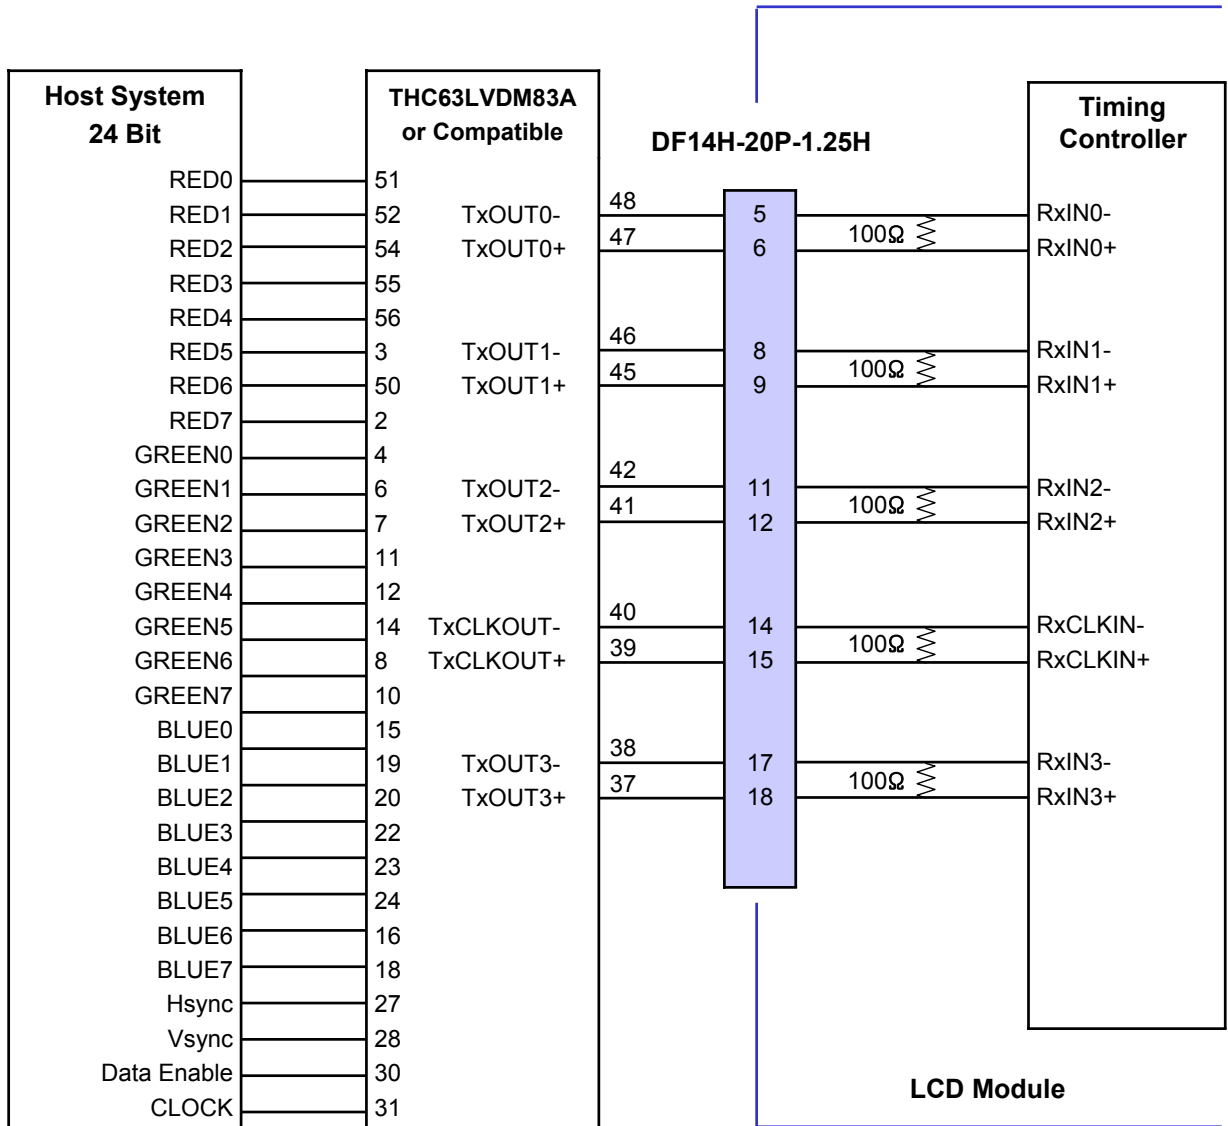 Host System
24 Bit
THC63LVDM83A
or Compatible
DF14H-20P-1.25H
Timing
Controller
RED0 51
RED1 52 TxOUT0- 48 5 RxIN0-
100Ω
RED2 54 TxOUT0+ 47 6 RxIN0+
RED3 55
RED4 56
RED5 3 TxOUT1- 46 8 RxIN1-
100Ω
RED6 50 TxOUT1+ 45 9 RxIN1+
RED7 2
GREEN0 4
GREEN1 6 TxOUT2- 42 11 RxIN2-
100Ω
GREEN2 7 TxOUT2+ 41 12 RxIN2+
GREEN3 11
GREEN4 12
GREEN5 14 TxCLKOUT- 40 14 RxCLKIN-
100Ω
GREEN6 8 TxCLKOUT+ 39 15 RxCLKIN+
GREEN7 10
BLUE0 15
BLUE1 19 TxOUT3- 38 17 RxIN3-
100Ω
BLUE2 20 TxOUT3+ 37 18 RxIN3+
BLUE3 22
BLUE4 23
BLUE5 24
BLUE6 16
BLUE7 18
Hsync 27
Vsync 28
Data Enable 30
CLOCK 31
LCD Module